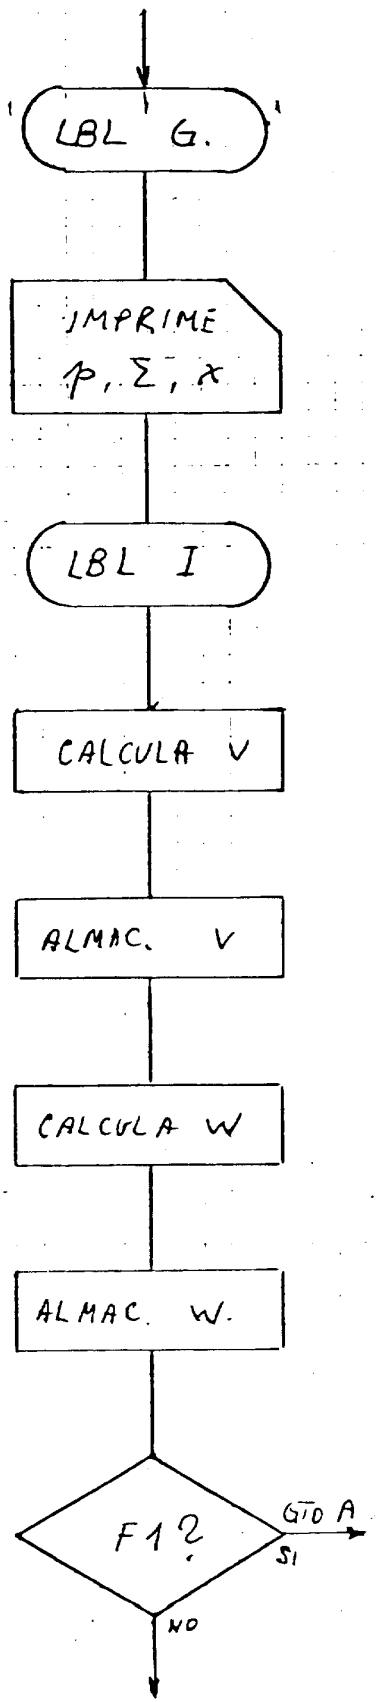 LBL G.
IMPRIME
p, Σ, x
LBL I
CALCULA V
ALMAC. V
CALCULA W
ALMAC. W.
F1?
GTO A
SI
NO